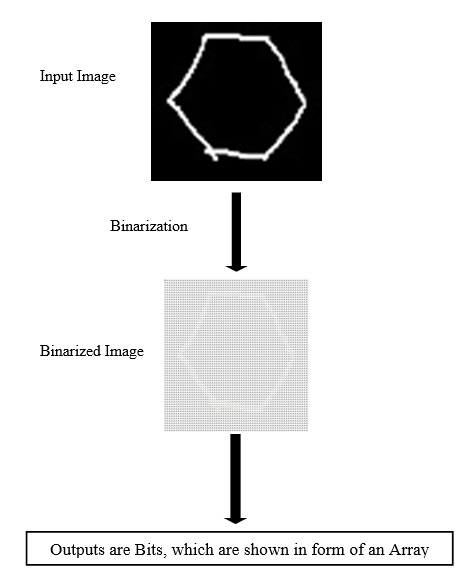 Input Image
Binarization
Binarized Image
Outputs are Bits, which are shown in form of an Array